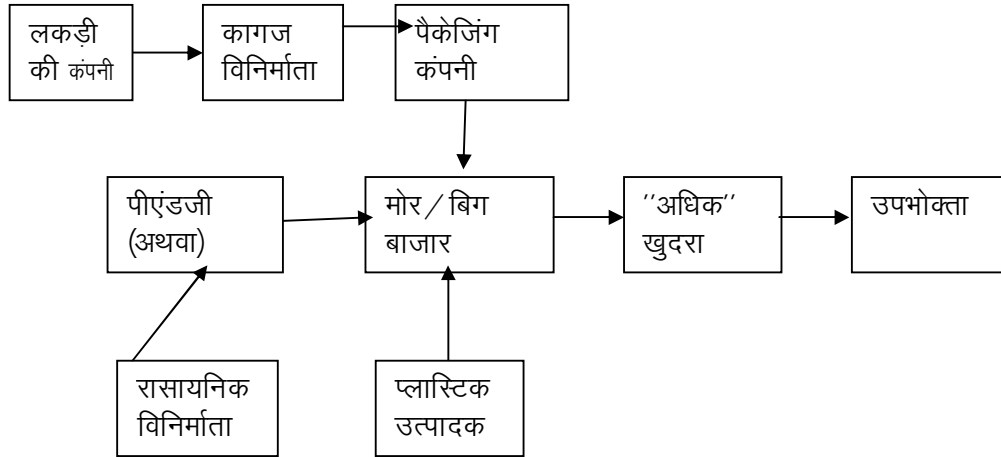 लकड़ी
की कंपनी
कागज
विनिर्माता
पैकेजिंग
कंपनी
पीएंडजी
(अथवा)
मोर / बिग
बाजार
''अधिक''
खुदरा
उपभोक्ता
रासायनिक
विनिर्माता
प्लास्टिक
उत्पादक